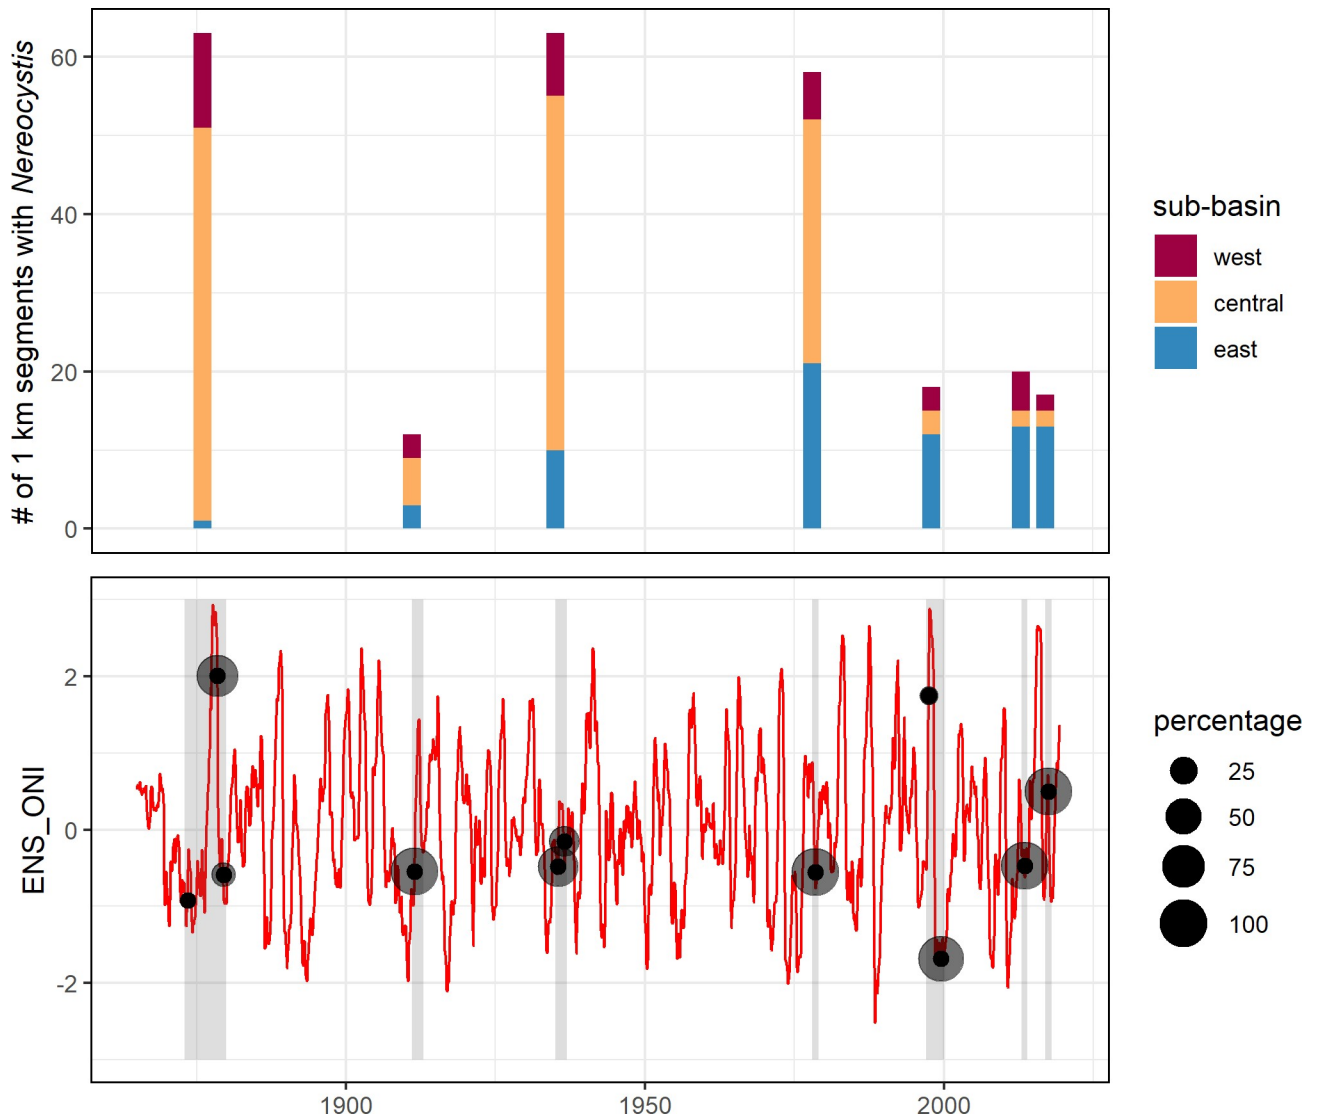 # of 1 km segments with Nereocystis
60
40
20
0
sub-basin
west
central
east
ENS_ONI
2
0
-2
1900
1950
2000
percentage
25
50
75
100